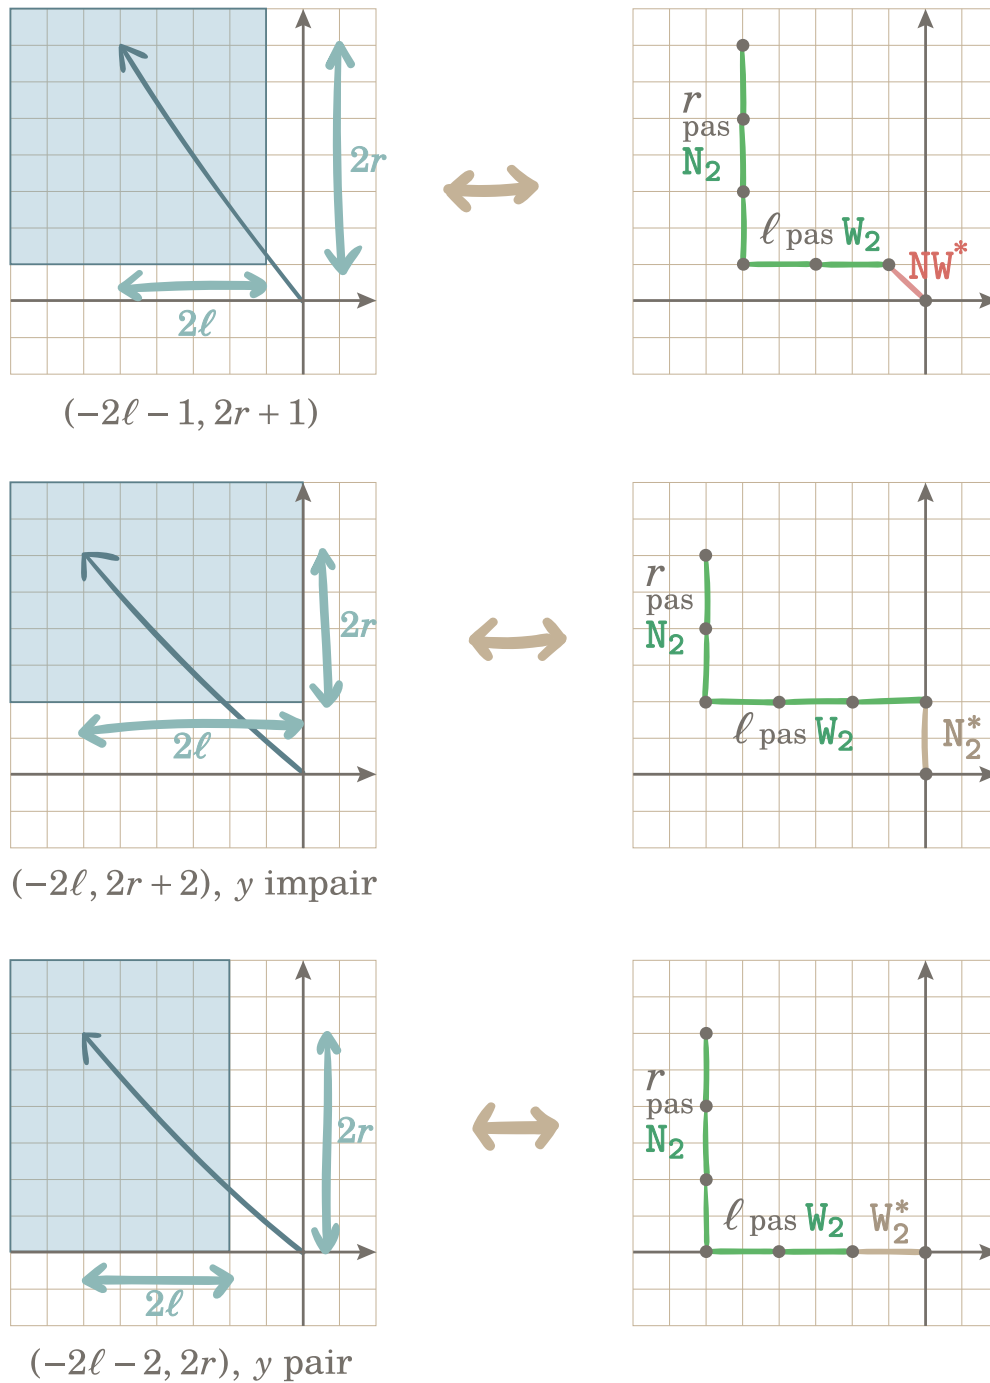 2r
2ℓ
(−2ℓ − 1, 2r + 1)
r
pas
N₂
ℓ pas W₂
NW*
2r
2ℓ
(−2ℓ, 2r + 2), y impair
r
pas
N₂
ℓ pas W₂
N₂*
2r
2ℓ
(−2ℓ − 2, 2r), y pair
r
pas
N₂
ℓ pas W₂
W₂*